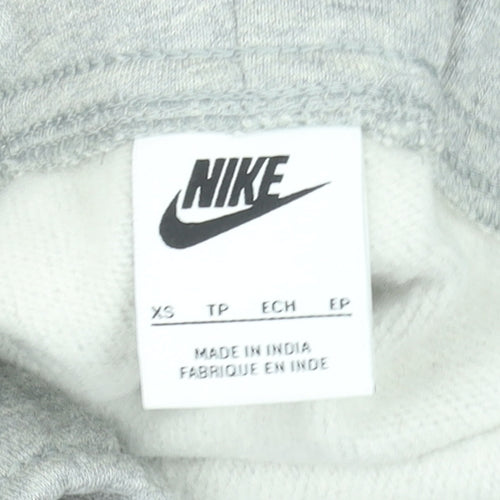 NIKE
XS TP ECH EP
MADE IN INDIA
FABRIQUE EN INDE